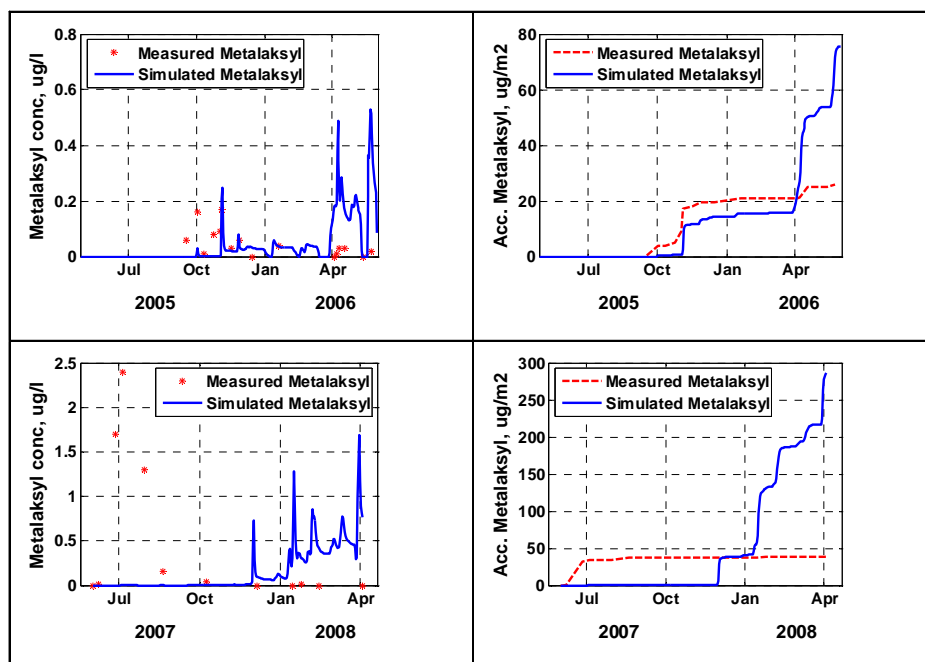 Metalaksyl conc, ug/l
0.8
0.6
0.4
0.2
0
Measured Metalaksyl
Simulated Metalaksyl
Jul Oct Jan Apr
2005 2006
Acc. Metalaksyl, ug/m2
80
60
40
20
0
Measured Metalaksyl
Simulated Metalaksyl
Jul Oct Jan Apr
2005 2006
Metalaksyl conc, ug/l
2.5
2
1.5
1
0.5
0
Measured Metalaksyl
Simulated Metalaksyl
Jul Oct Jan Apr
2007 2008
Acc. Metalaksyl, ug/m2
300
250
200
150
100
50
0
Measured Metalaksyl
Simulated Metalaksyl
Jul Oct Jan Apr
2007 2008